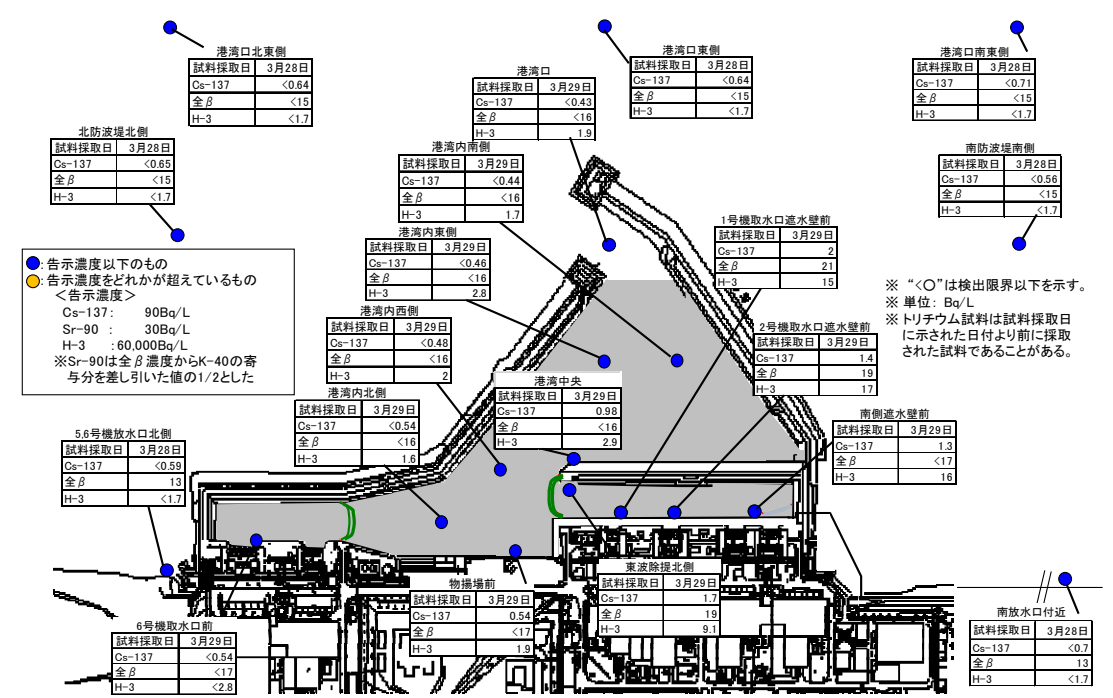 港湾口北東側
試料採取日 3月28日
Cs-137 <0.64
全β <15
H-3 <1.7
港湾口東側
試料採取日 3月28日
Cs-137 <0.64
全β <15
H-3 <1.7
港湾口南東側
試料採取日 3月28日
Cs-137 <0.71
全β <15
H-3 <1.7
港湾口
試料採取日 3月29日
Cs-137 <0.43
全β <16
H-3 1.9
北防波堤北側
試料採取日 3月28日
Cs-137 <0.65
全β <15
H-3 <1.7
港湾内南側
試料採取日 3月29日
Cs-137 <0.44
全β <16
H-3 1.7
南防波堤南側
試料採取日 3月28日
Cs-137 <0.56
全β <15
H-3 <1.7
港湾内東側
試料採取日 3月29日
Cs-137 <0.46
全β <16
H-3 2.8
1号機取水口遮水壁前
試料採取日 3月29日
Cs-137 2
全β 21
H-3 15
:告示濃度以下のもの
:告示濃度をどれかが超えているもの
＜告示濃度＞
Cs-137: 90Bq/L
Sr-90 : 30Bq/L
H-3 :60,000Bq/L
※Sr-90は全β濃度からK-40の寄
与分を差し引いた値の1/2とした
※ “<○”は検出限界以下を示す。
※ 単位: Bq/L
※ トリチウム試料は試料採取日
に示された日付より前に採取
された試料であることがある。
港湾内西側
試料採取日 3月29日
Cs-137 <0.48
全β <16
H-3 2
2号機取水口遮水壁前
試料採取日 3月29日
Cs-137 1.4
全β 19
H-3 17
港湾中央
試料採取日 3月29日
Cs-137 0.98
全β <16
H-3 2.9
港湾内北側
試料採取日 3月29日
Cs-137 <0.54
全β <16
H-3 1.6
南側遮水壁前
試料採取日 3月29日
Cs-137 1.3
全β <17
H-3 16
5,6号機放水口北側
試料採取日 3月28日
Cs-137 <0.59
全β 13
H-3 <1.7
東波除堤北側
試料採取日 3月29日
Cs-137 1.7
全β 19
H-3 9.1
物揚場前
試料採取日 3月29日
Cs-137 0.54
全β <17
H-3 1.9
南放水口付近
試料採取日 3月28日
Cs-137 <0.7
全β 13
H-3 <1.7
6号機取水口前
試料採取日 3月29日
Cs-137 <0.54
全β <17
H-3 <2.8